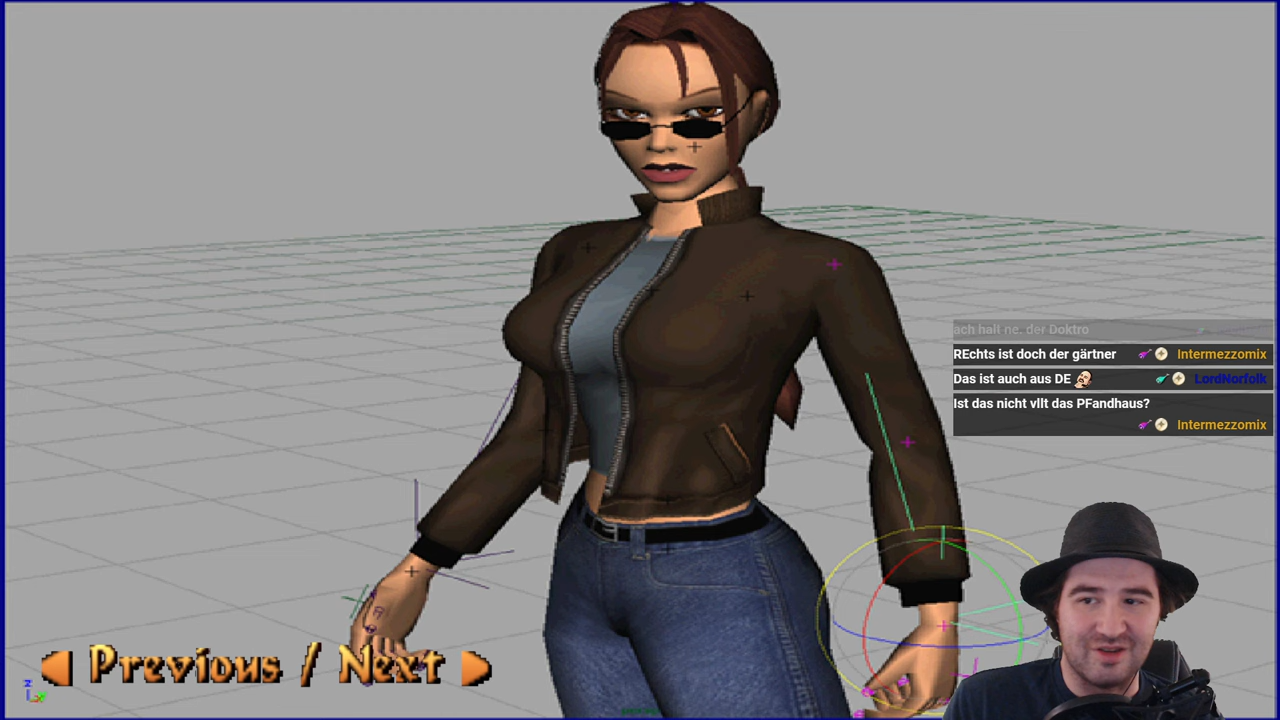 ach halt ne. der Doktro
REchts ist doch der gärtner Intermezzomix
Das ist auch aus DE LordNorfolk
Ist das nicht vllt das PFandhaus?
Intermezzomix
Previous / Next